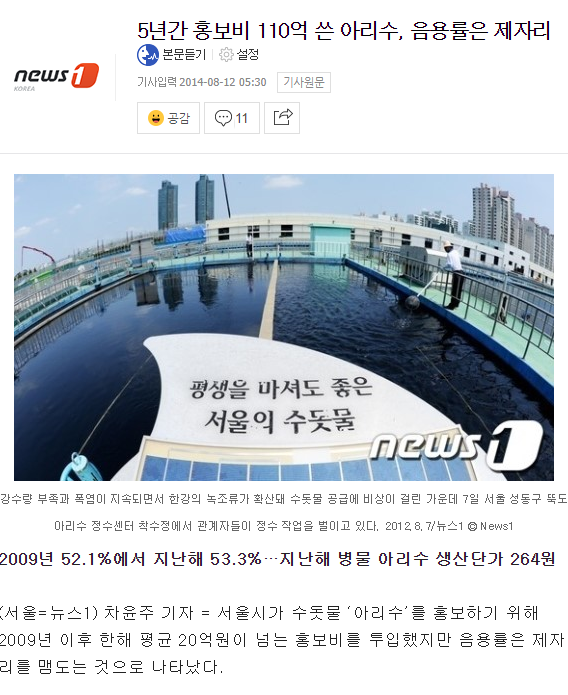 5년간 홍보비 110억 쓴 아리수, 음용률은 제자리
news1
KOREA
본문듣기 설정
기사입력 2014-08-12 05:30 기사원문
공감 11
평생을 마셔도 좋은
서울의 수돗물
news1
강수량 부족과 폭염이 지속되면서 한강의 녹조류가 확산돼 수돗물 공급에 비상이 걸린 가운데 7일 서울 성동구 뚝도
아리수 정수센터 착수정에서 관계자들이 정수 작업을 벌이고 있다. 2012.8.7/뉴스1 © News1
2009년 52.1%에서 지난해 53.3%…지난해 병물 아리수 생산단가 264원
(서울=뉴스1) 차윤주 기자 = 서울시가 수돗물 ‘아리수’를 홍보하기 위해
2009년 이후 한해 평균 20억원이 넘는 홍보비를 투입했지만 음용률은 제자
리를 맴도는 것으로 나타났다.